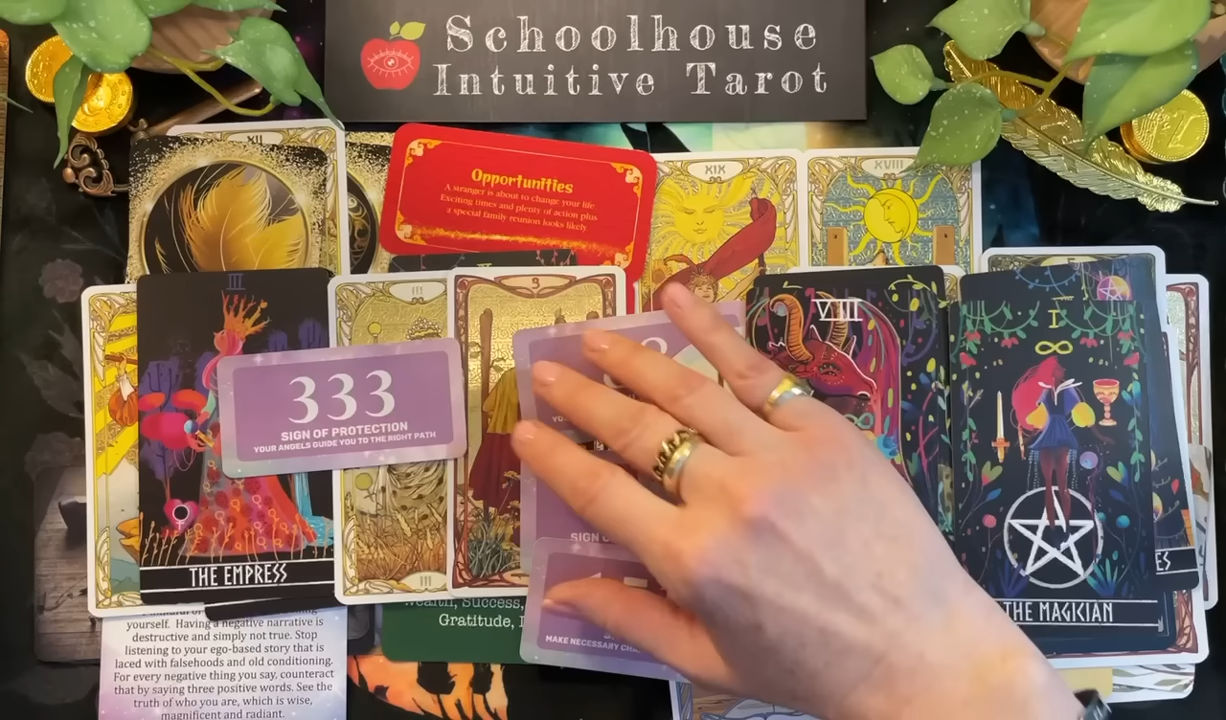 Schoolhouse
Intuitive Tarot
XII
XIX
XVIII
Opportunities
A stranger is about to change your life
Exciting times and plenty of action plus
a special family reunion looks likely
III
III
9
VIII
I
333
SIGN OF PROTECTION
YOUR ANGELS GUIDE YOU TO THE RIGHT PATH
THE EMPRESS
III
SIGN
MAKE NECESSARY
THE MAGICIAN
ES
Wealth, Success,
Gratitude,
yourself. Having a negative narrative is
destructive and simply not true. Stop
listening to your ego-based story that is
laced with falsehoods and old conditioning.
For every negative thing you say, counteract
that by saying three positive words. See the
truth of who you are, which is wise,
magnificent and radiant.